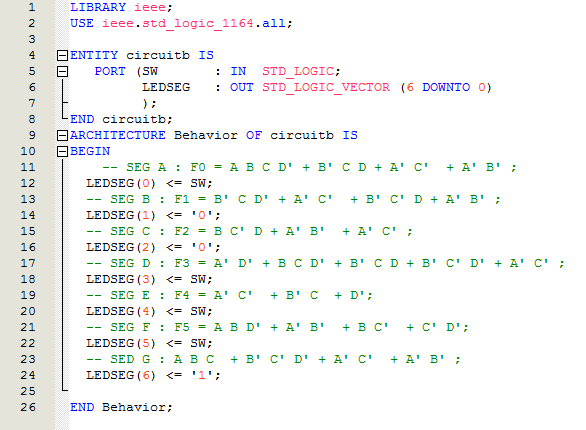 1 LIBRARY ieee;
2 USE ieee.std_logic_1164.all;
3
4 ENTITY circuitb IS
5 PORT (SW : IN STD_LOGIC;
6 LEDSEG : OUT STD_LOGIC_VECTOR (6 DOWNTO 0)
7 );
8 END circuitb;
9 ARCHITECTURE Behavior OF circuitb IS
10 BEGIN
11 -- SEG A : F0 = A B C D' + B' C D + A' C' + A' B' ;
12 LEDSEG(0) <= SW;
13 -- SEG B : F1 = B' C D' + A' C' + B' C' D + A' B' ;
14 LEDSEG(1) <= '0';
15 -- SEG C : F2 = B C' D + A' B' + A' C' ;
16 LEDSEG(2) <= '0';
17 -- SEG D : F3 = A' D' + B C D' + B' C D + B' C' D' + A' C' ;
18 LEDSEG(3) <= SW;
19 -- SEG E : F4 = A' C' + B' C + D';
20 LEDSEG(4) <= SW;
21 -- SEG F : F5 = A B D' + A' B' + B C' + C' D';
22 LEDSEG(5) <= SW;
23 -- SED G : A B C + B' C' D' + A' C' + A' B' ;
24 LEDSEG(6) <= '1';
25
26 END Behavior;